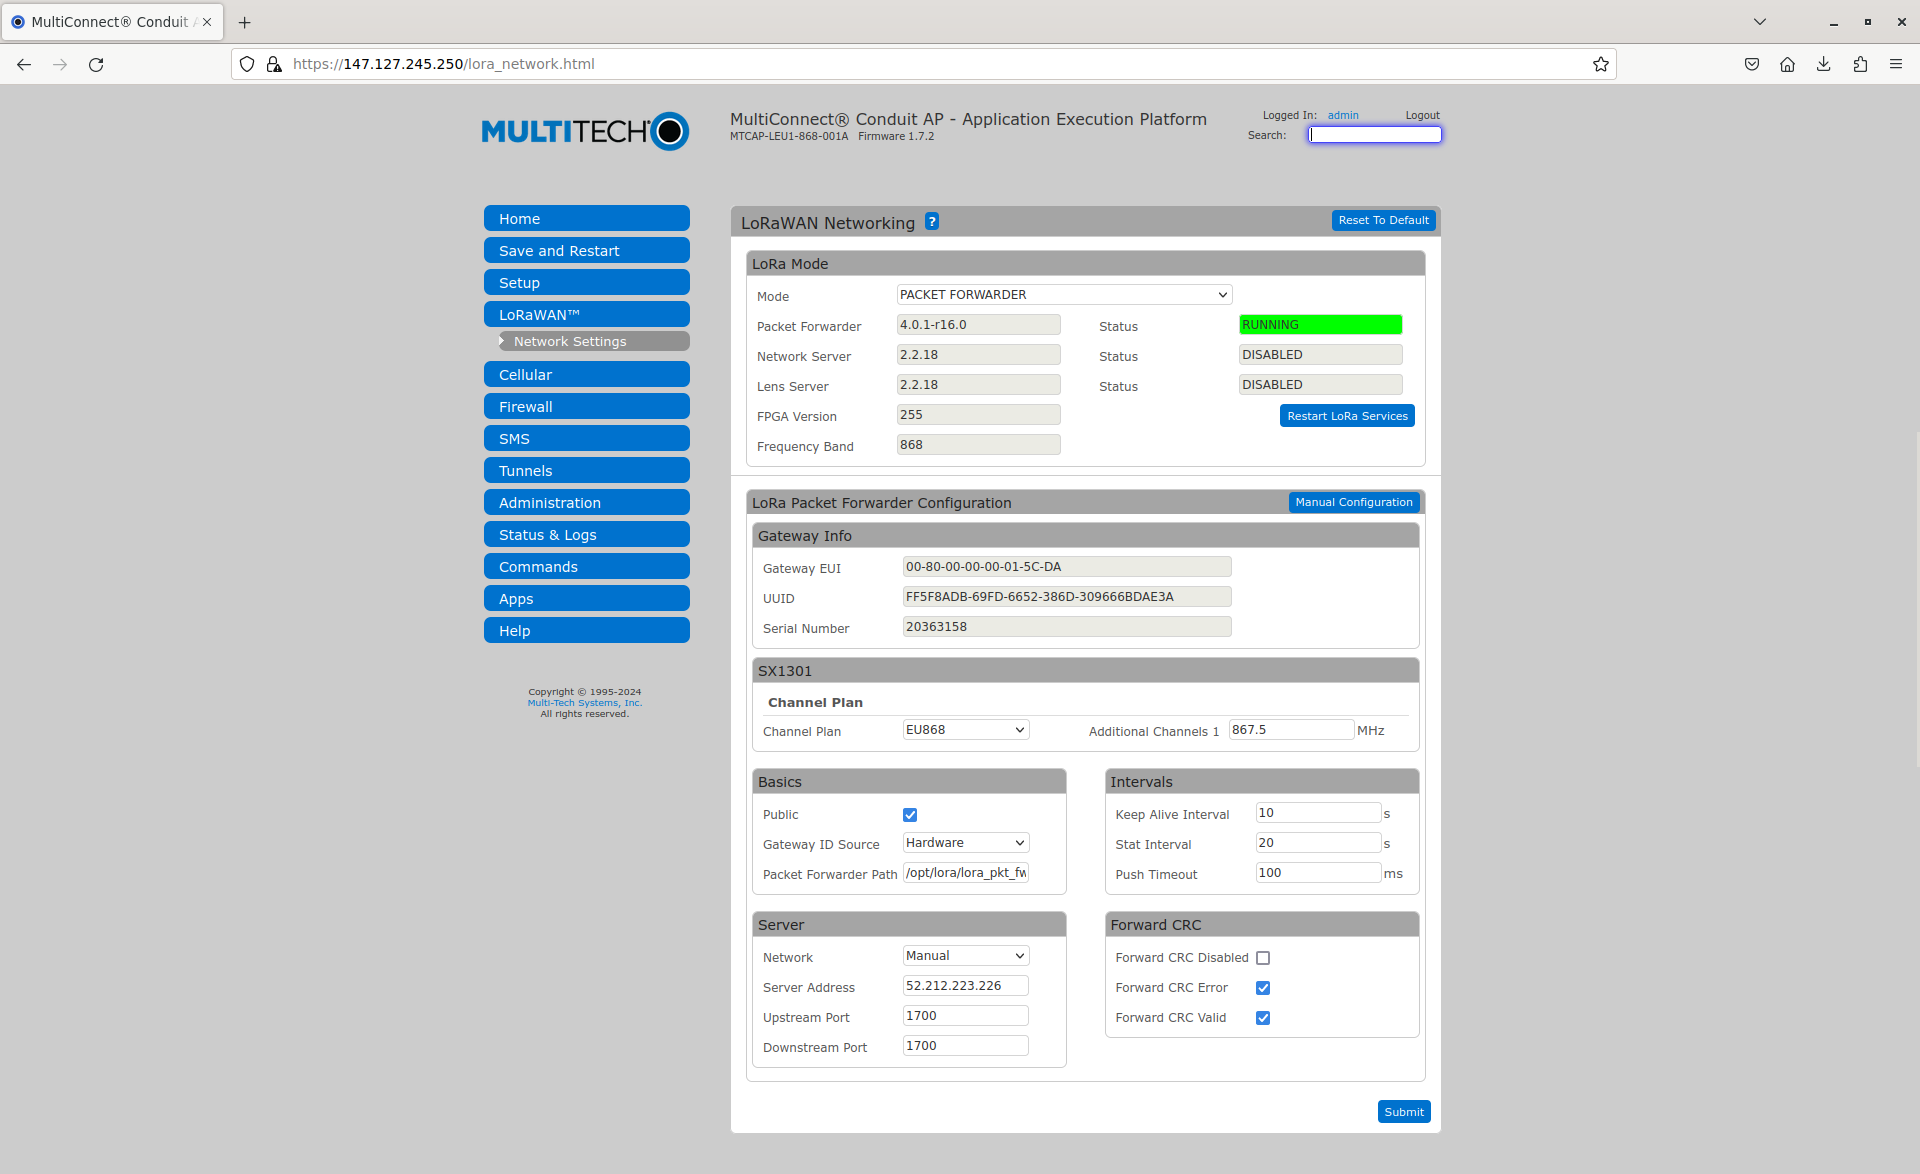 MultiConnect® Conduit A
https://147.127.245.250/lora_network.html
MULTITECH
MultiConnect® Conduit AP - Application Execution Platform
MTCAP-LEU1-868-001A Firmware 1.7.2
Logged In: admin Logout
Search:
Home
Save and Restart
Setup
LoRaWAN™
Network Settings
Cellular
Firewall
SMS
Tunnels
Administration
Status & Logs
Commands
Apps
Help
Copyright © 1995-2024
Multi-Tech Systems, Inc.
All rights reserved.
LoRaWAN Networking ? Reset To Default
LoRa Mode
Mode PACKET FORWARDER
Packet Forwarder 4.0.1-r16.0 Status RUNNING
Network Server 2.2.18 Status DISABLED
Lens Server 2.2.18 Status DISABLED
FPGA Version 255 Restart LoRa Services
Frequency Band 868
LoRa Packet Forwarder Configuration Manual Configuration
Gateway Info
Gateway EUI 00-80-00-00-00-01-5C-DA
UUID FF5F8ADB-69FD-6652-386D-309666BDAE3A
Serial Number 20363158
SX1301
Channel Plan
Channel Plan EU868 Additional Channels 1 867.5 MHz
Basics
Public
Gateway ID Source Hardware
Packet Forwarder Path /opt/lora/lora_pkt_fw
Intervals
Keep Alive Interval 10 s
Stat Interval 20 s
Push Timeout 100 ms
Server
Network Manual
Server Address 52.212.223.226
Upstream Port 1700
Downstream Port 1700
Forward CRC
Forward CRC Disabled
Forward CRC Error
Forward CRC Valid
Submit